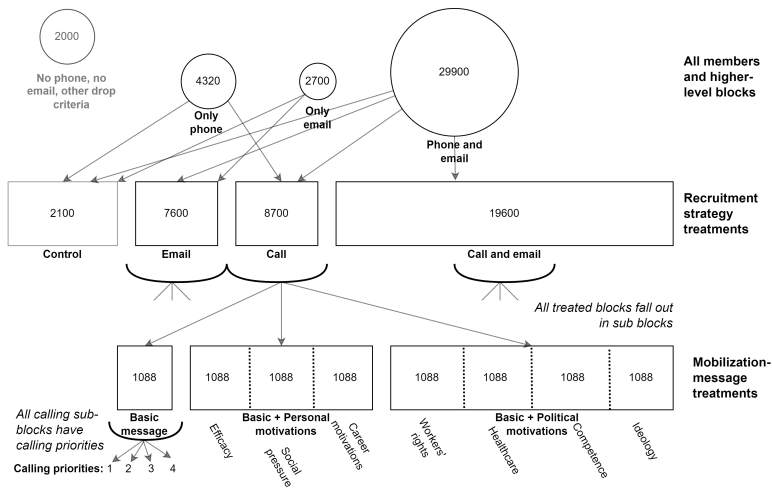 2000
No phone, no
email, other drop
criteria
4320
Only
phone
2700
Only
email
29900
Phone and
email
All members
and higher-
level blocks
2100
Control
7600
Email
8700
Call
19600
Call and email
Recruitment
strategy
treatments
All treated blocks fall out
in sub blocks
1088
Basic
message
1088
1088
1088
Basic + Personal
motivations
Efficacy
Social
pressure
Career
motivations
1088
1088
1088
1088
Basic + Political
motivations
Workers'
rights
Healthcare
Competence
Ideology
Mobilization-
message
treatments
All calling sub-
blocks have
calling priorities
Calling priorities: 1 2 3 4